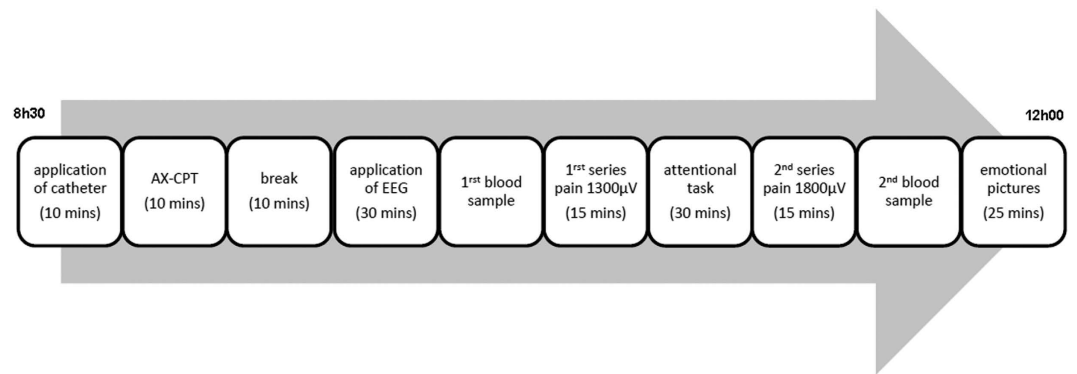 8h30
12h00
application
of catheter
(10 mins)
AX-CPT
(10 mins)
break
(10 mins)
application
of EEG
(30 mins)
1rst blood
sample
1rst series
pain 1300µV
(15 mins)
attentional
task
(30 mins)
2nd series
pain 1800µV
(15 mins)
2nd blood
sample
emotional
pictures
(25 mins)